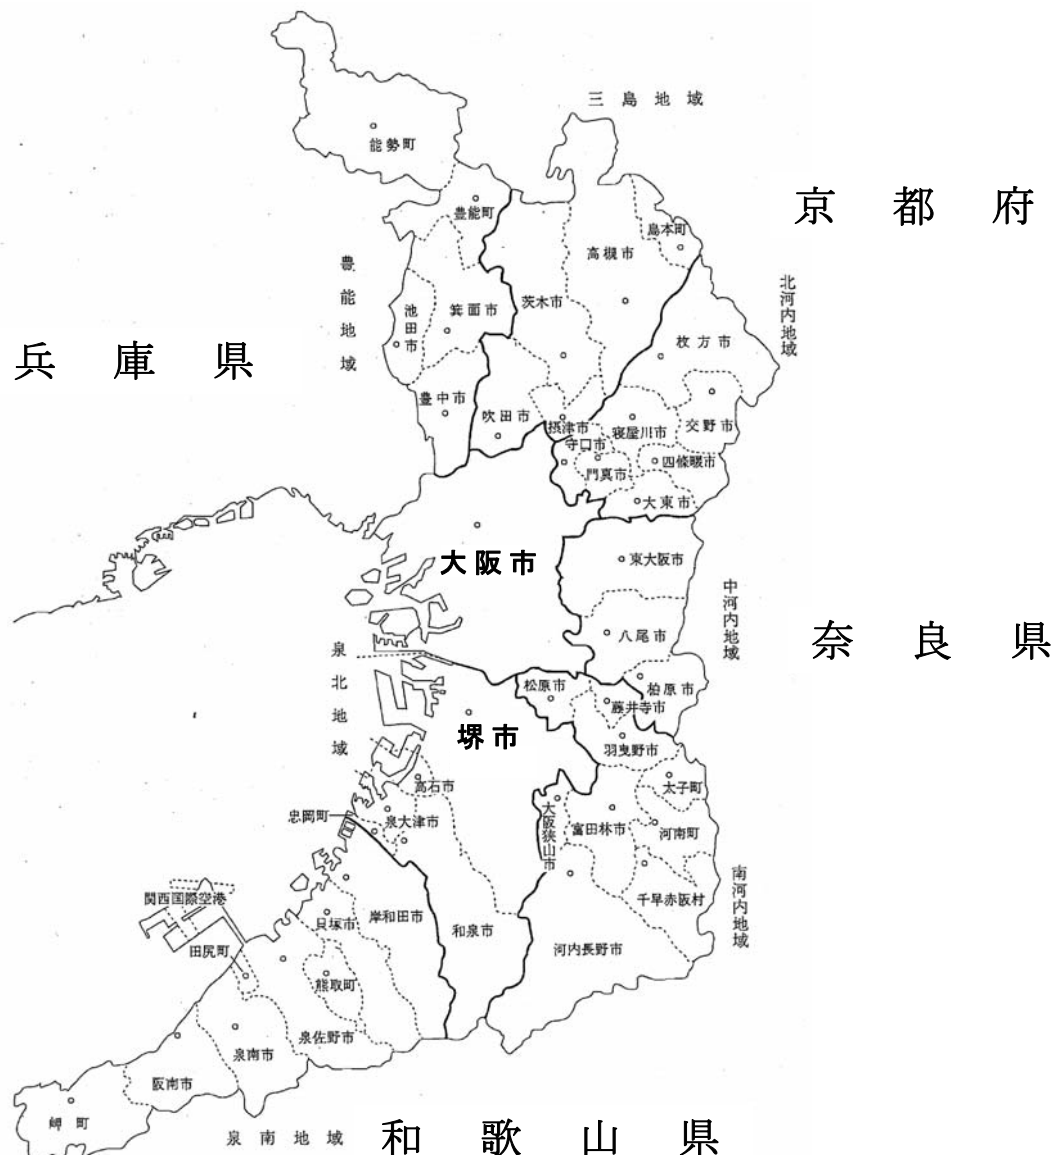 三島地域
能勢町
京都府
豊能町
島本町
高槻市
豊能地域
北河内地域
茨木市
池田市
箕面市
兵庫県
枚方市
豊中市
吹田市
摂津市
寝屋川市
交野市
守口市
門真市
四條畷市
大東市
大阪市
東大阪市
中河内地域
八尾市
奈良県
泉北地域
松原市
柏原市
藤井寺市
堺市
羽曳野市
高石市
太子町
忠岡町
泉大津市
大阪狭山市
富田林市
河南町
南河内地域
関西国際空港
千早赤阪村
貝塚市
岸和田市
和泉市
田尻町
河内長野市
熊取町
泉佐野市
泉南市
阪南市
岬町
泉南地域
和歌山県